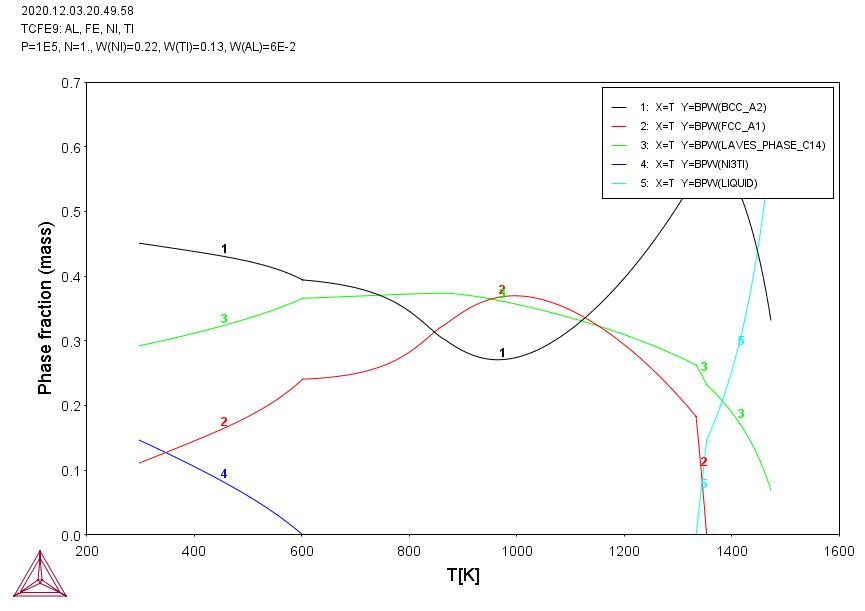 2020.12.03.20.49.58
TCFE9: AL, FE, NI, TI
P=1E5, N=1., W(NI)=0.22, W(TI)=0.13, W(AL)=6E-2
0.7
0.6
0.5
0.4
0.3
0.2
0.1
0.0
Phase fraction (mass)
1: X=T Y=BPW(BCC_A2)
2: X=T Y=BPW(FCC_A1)
3: X=T Y=BPW(LAVES_PHASE_C14)
4: X=T Y=BPW(NI3TI)
5: X=T Y=BPW(LIQUID)
1
3
2
4
2
1
3
2
5
5
3
200 400 600 800 1000 1200 1400 1600
T[K]